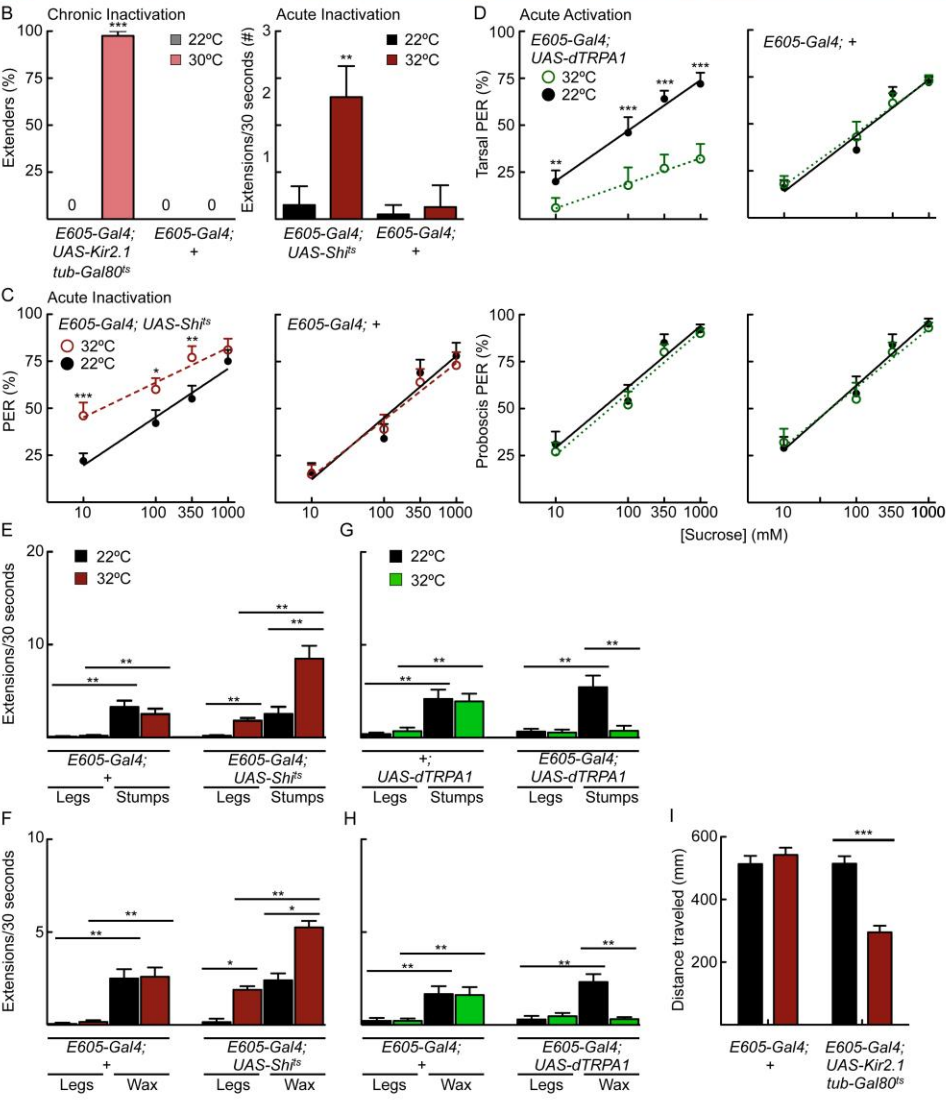 B
Chronic Inactivation
100
75
50
25
Extenders (%)
***
22ºC
30ºC
0
0
0
E605-Gal4;
UAS-Kir2.1
tub-Gal80ts
E605-Gal4;
+
Acute Inactivation
3
2
1
Extensions/30 seconds (#)
22ºC
32ºC
**
E605-Gal4;
UAS-Shits
E605-Gal4;
+
D
Acute Activation
100
75
50
25
Tarsal PER (%)
E605-Gal4;
UAS-dTRPA1
32ºC
22ºC
**
***
***
***
E605-Gal4; +
C
Acute Inactivation
100
75
50
25
PER (%)
E605-Gal4; UAS-Shits
32ºC
22ºC
***
*
**
10 100 350 1000
E605-Gal4; +
10 100 350 1000
100
75
50
25
Proboscis PER (%)
10 100 350 1000
10 100 350 1000
[Sucrose] (mM)
E
20
10
Extensions/30 seconds
22ºC
32ºC
**
**
**
**
**
E605-Gal4;
+
E605-Gal4;
UAS-Shits
Legs Stumps Legs Stumps
G
22ºC
32ºC
**
**
**
**
+;
UAS-dTRPA1
E605-Gal4;
UAS-dTRPA1
Legs Stumps Legs Stumps
F
10
5
Extensions/30 seconds
**
**
**
*
*
E605-Gal4;
+
E605-Gal4;
UAS-Shits
Legs Wax Legs Wax
H
**
**
**
**
E605-Gal4;
+
E605-Gal4;
UAS-dTRPA1
Legs Wax Legs Wax
I
600
400
200
Distance traveled (mm)
***
E605-Gal4;
+
E605-Gal4;
UAS-Kir2.1
tub-Gal80ts